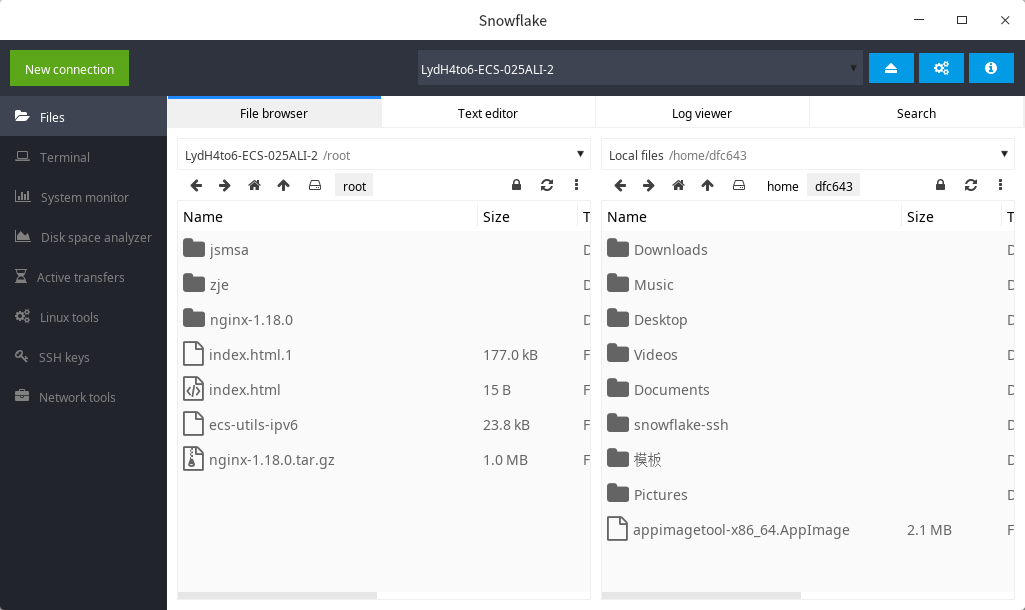 Snowflake
New connection
LydH4to6-ECS-025ALI-2
Files
Terminal
System monitor
Disk space analyzer
Active transfers
Linux tools
SSH keys
Network tools
File browser Text editor Log viewer Search
LydH4to6-ECS-025ALI-2 /root
root
Name Size T
jsmsa D
zje D
nginx-1.18.0 D
index.html.1 177.0 kB F
index.html 15 B F
ecs-utils-ipv6 23.8 kB F
nginx-1.18.0.tar.gz 1.0 MB F
Local files /home/dfc643
home dfc643
Name Size T
Downloads D
Music D
Desktop D
Videos D
Documents D
snowflake-ssh D
模板 D
Pictures D
appimagetool-x86_64.AppImage 2.1 MB F